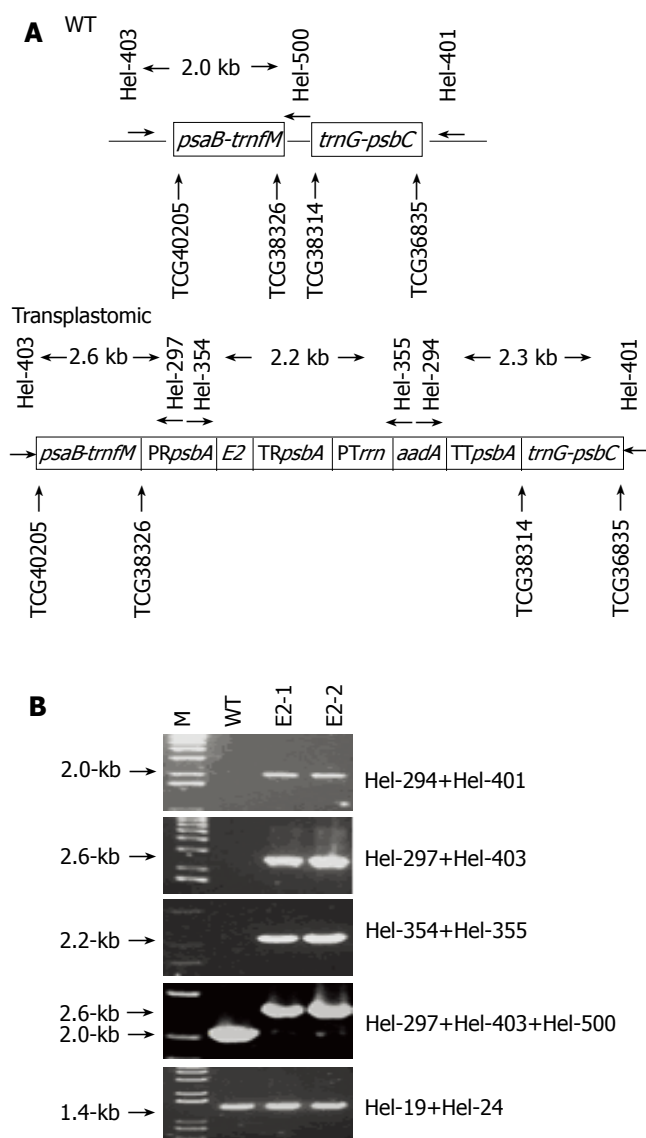 A
WT
Hel-403
2.0 kb
Hel-500
Hel-401
psaB-trnfM
trnG-psbC
TCG40205
TCG38326
TCG38314
TCG36835
Transplastomic
Hel-403
2.6 kb
Hel-297
Hel-354
2.2 kb
Hel-355
Hel-294
2.3 kb
Hel-401
psaB-trnfM PRpsbA E2 TRpsbA PTrrn aadA TTpsbA trnG-psbC
TCG40205
TCG38326
TCG38314
TCG36835
B
M WT E2-1 E2-2
2.0-kb
Hel-294+Hel-401
2.6-kb
Hel-297+Hel-403
2.2-kb
Hel-354+Hel-355
2.6-kb
2.0-kb
Hel-297+Hel-403+Hel-500
1.4-kb
Hel-19+Hel-24